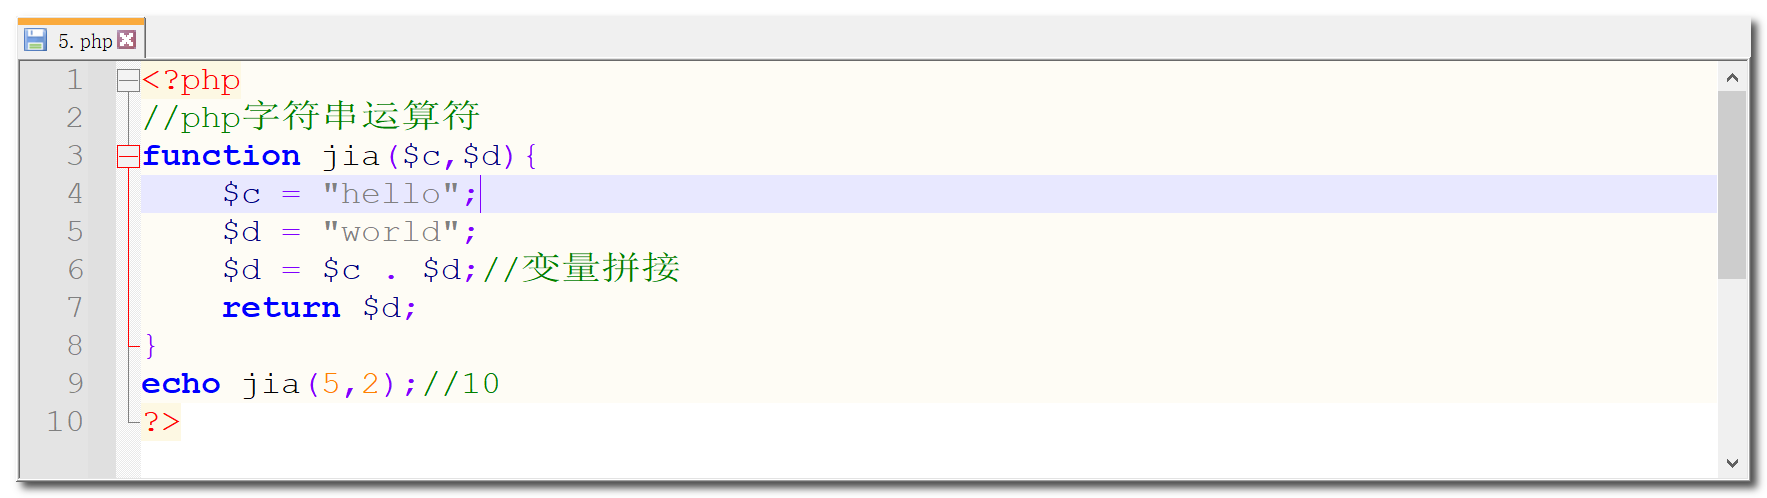 5.php
1 <?php
2 //php字符串运算符
3 function jia($c,$d){
4     $c = "hello";
5     $d = "world";
6     $d = $c . $d;//变量拼接
7     return $d;
8 }
9 echo jia(5,2);//10
10 ?>